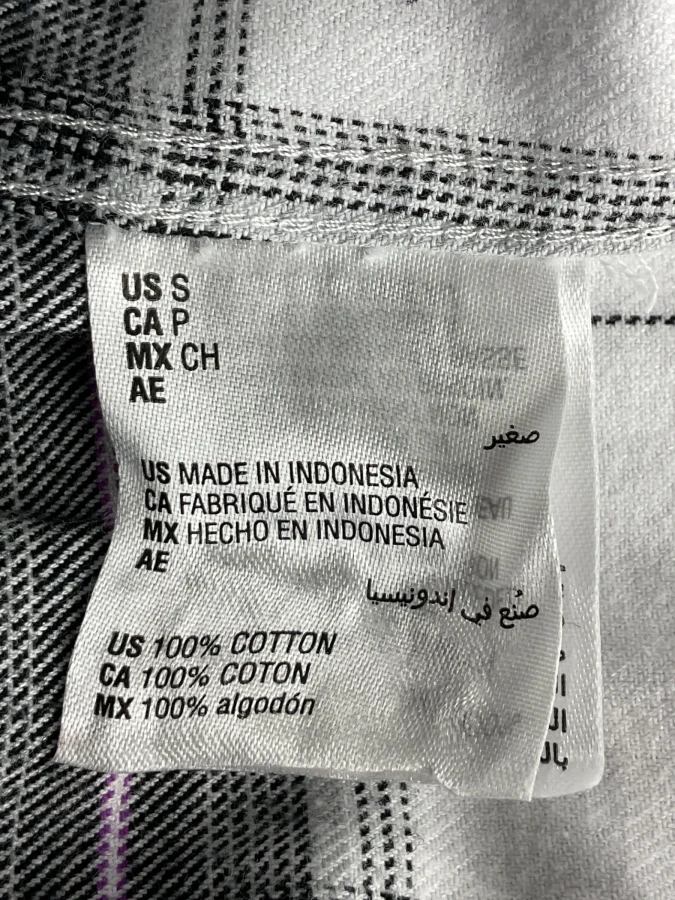 US S
CA P
MX CH
AE
صغير
US MADE IN INDONESIA
CA FABRIQUÉ EN INDONÉSIE
MX HECHO EN INDONESIA
AE
صُنع في إندونيسيا
US 100% COTTON
CA 100% COTON
MX 100% algodón